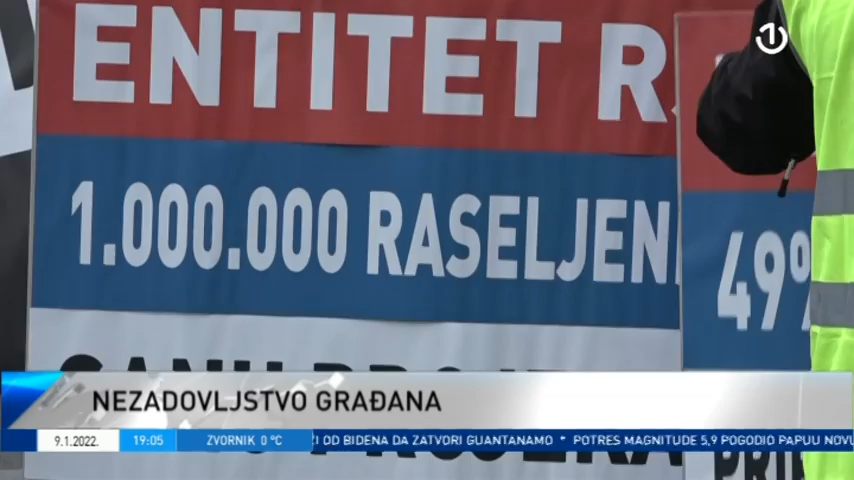 ENTITET R
1.000.000 RASELJEN
49%
NEZADOVLJSTVO GRAĐANA
9.1.2022. 19:05 ZVORNIK 0 °C ZI OD BIDENA DA ZATVORI GUANTANAMO * POTRES MAGNITUDE 5,9 POGODIO PAPUU NOVU